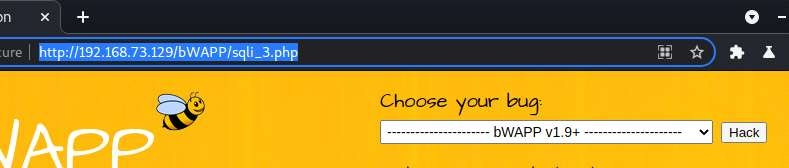 on
ture http://192.168.73.129/bWAPP/sqli_3.php
Choose your bug:
---------------------- bWAPP v1.9+ --------------------- Hack
WAPP